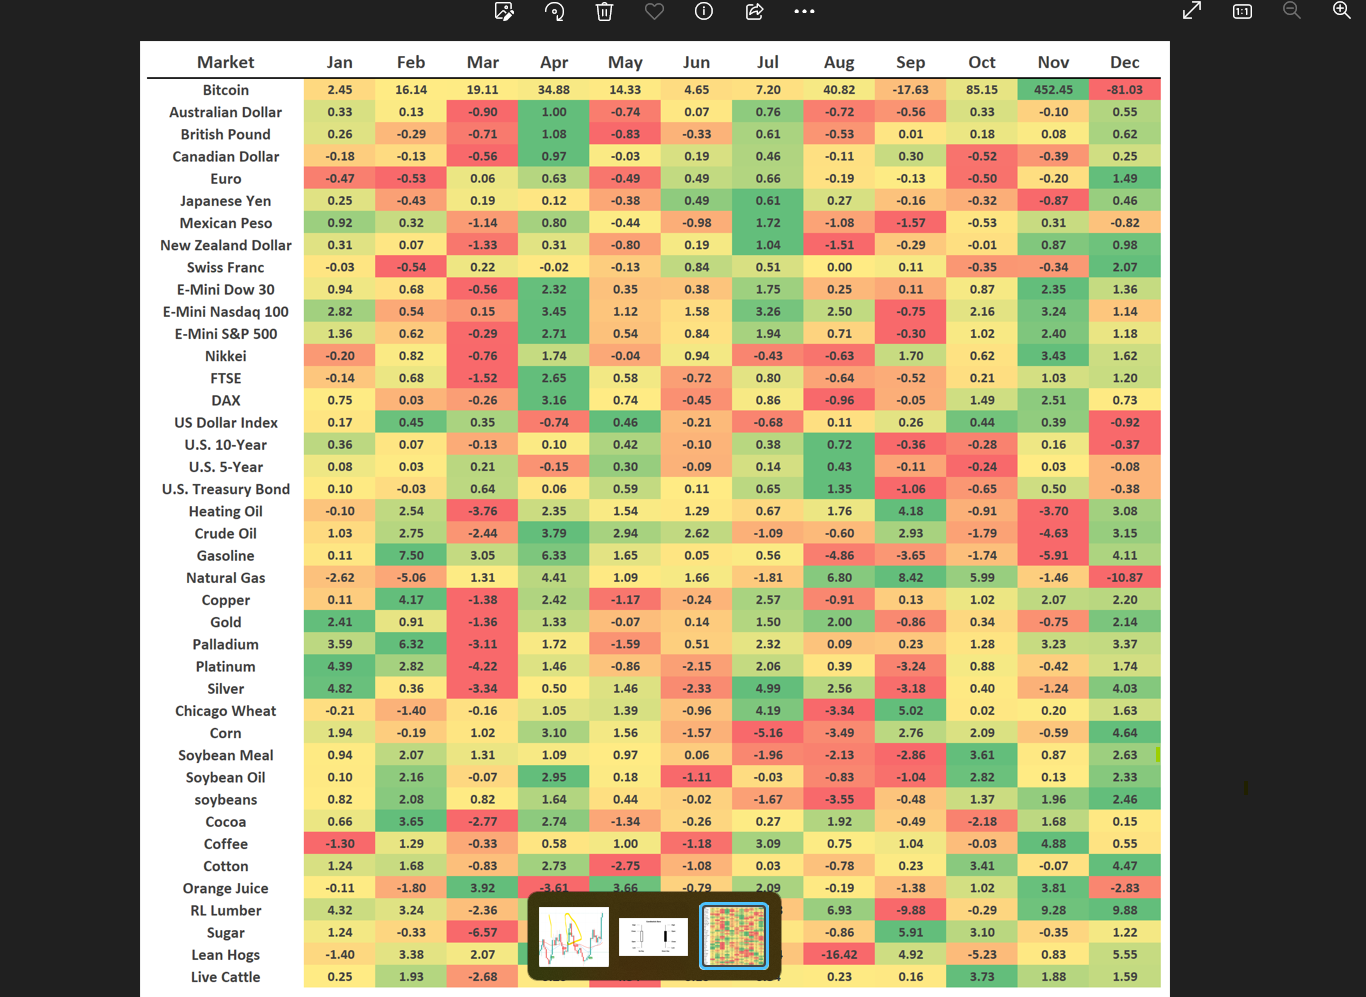 1:1
Market Jan Feb Mar Apr May Jun Jul Aug Sep Oct Nov Dec
Bitcoin 2.45 16.14 19.11 34.88 14.33 4.65 7.20 40.82 -17.63 85.15 452.45 -81.03
Australian Dollar 0.33 0.13 -0.90 1.00 -0.74 0.07 0.76 -0.72 -0.56 0.33 -0.10 0.55
British Pound 0.26 -0.29 -0.71 1.08 -0.83 -0.33 0.61 -0.53 0.01 0.18 0.08 0.62
Canadian Dollar -0.18 -0.13 -0.56 0.97 -0.03 0.19 0.46 -0.11 0.30 -0.52 -0.39 0.25
Euro -0.47 -0.53 0.06 0.63 -0.49 0.49 0.66 -0.19 -0.13 -0.50 -0.20 1.49
Japanese Yen 0.25 -0.43 0.19 0.12 -0.38 0.49 0.61 0.27 -0.16 -0.32 -0.87 0.46
Mexican Peso 0.92 0.32 -1.14 0.80 -0.44 -0.98 1.72 -1.08 -1.57 -0.53 0.31 -0.82
New Zealand Dollar 0.31 0.07 -1.33 0.31 -0.80 0.19 1.04 -1.51 -0.29 -0.01 0.87 0.98
Swiss Franc -0.03 -0.54 0.22 -0.02 -0.13 0.84 0.51 0.00 0.11 -0.35 -0.34 2.07
E-Mini Dow 30 0.94 0.68 -0.56 2.32 0.35 0.38 1.75 0.25 0.11 0.87 2.35 1.36
E-Mini Nasdaq 100 2.82 0.54 0.15 3.45 1.12 1.58 3.26 2.50 -0.75 2.16 3.24 1.14
E-Mini S&P 500 1.36 0.62 -0.29 2.71 0.54 0.84 1.94 0.71 -0.30 1.02 2.40 1.18
Nikkei -0.20 0.82 -0.76 1.74 -0.04 0.94 -0.43 -0.63 1.70 0.62 3.43 1.62
FTSE -0.14 0.68 -1.52 2.65 0.58 -0.72 0.80 -0.64 -0.52 0.21 1.03 1.20
DAX 0.75 0.03 -0.26 3.16 0.74 -0.45 0.86 -0.96 -0.05 1.49 2.51 0.73
US Dollar Index 0.17 0.45 0.35 -0.74 0.46 -0.21 -0.68 0.11 0.26 0.44 0.39 -0.92
U.S. 10-Year 0.36 0.07 -0.13 0.10 0.42 -0.10 0.38 0.72 -0.36 -0.28 0.16 -0.37
U.S. 5-Year 0.08 0.03 0.21 -0.15 0.30 -0.09 0.14 0.43 -0.11 -0.24 0.03 -0.08
U.S. Treasury Bond 0.10 -0.03 0.64 0.06 0.59 0.11 0.65 1.35 -1.06 -0.65 0.50 -0.38
Heating Oil -0.10 2.54 -3.76 2.35 1.54 1.29 0.67 1.76 4.18 -0.91 -3.70 3.08
Crude Oil 1.03 2.75 -2.44 3.79 2.94 2.62 -1.09 -0.60 2.93 -1.79 -4.63 3.15
Gasoline 0.11 7.50 3.05 6.33 1.65 0.05 0.56 -4.86 -3.65 -1.74 -5.91 4.11
Natural Gas -2.62 -5.06 1.31 4.41 1.09 1.66 -1.81 6.80 8.42 5.99 -1.46 -10.87
Copper 0.11 4.17 -1.38 2.42 -1.17 -0.24 2.57 -0.91 0.13 1.02 2.07 2.20
Gold 2.41 0.91 -1.36 1.33 -0.07 0.14 1.50 2.00 -0.86 0.34 -0.75 2.14
Palladium 3.59 6.32 -3.11 1.72 -1.59 0.51 2.32 0.09 0.23 1.28 3.23 3.37
Platinum 4.39 2.82 -4.22 1.46 -0.86 -2.15 2.06 0.39 -3.24 0.88 -0.42 1.74
Silver 4.82 0.36 -3.34 0.50 1.46 -2.33 4.99 2.56 -3.18 0.40 -1.24 4.03
Chicago Wheat -0.21 -1.40 -0.16 1.05 1.39 -0.96 4.19 -3.34 5.02 0.02 0.20 1.63
Corn 1.94 -0.19 1.02 3.10 1.56 -1.57 -5.16 -3.49 2.76 2.09 -0.59 4.64
Soybean Meal 0.94 2.07 1.31 1.09 0.97 0.06 -1.96 -2.13 -2.86 3.61 0.87 2.63
Soybean Oil 0.10 2.16 -0.07 2.95 0.18 -1.11 -0.03 -0.83 -1.04 2.82 0.13 2.33
soybeans 0.82 2.08 0.82 1.64 0.44 -0.02 -1.67 -3.55 -0.48 1.37 1.96 2.46
Cocoa 0.66 3.65 -2.77 2.74 -1.34 -0.26 0.27 1.92 -0.49 -2.18 1.68 0.15
Coffee -1.30 1.29 -0.33 0.58 1.00 -1.18 3.09 0.75 1.04 -0.03 4.88 0.55
Cotton 1.24 1.68 -0.83 2.73 -2.75 -1.08 0.03 -0.78 0.23 3.41 -0.07 4.47
Orange Juice -0.11 -1.80 3.92 -3.61 3.66 -0.79 2.09 -0.19 -1.38 1.02 3.81 -2.83
RL Lumber 4.32 3.24 -2.36 6.93 -9.88 -0.29 9.28 9.88
Sugar 1.24 -0.33 -6.57 -0.86 5.91 3.10 -0.35 1.22
Lean Hogs -1.40 3.38 2.07 -16.42 4.92 -5.23 0.83 5.55
Live Cattle 0.25 1.93 -2.68 0.23 0.16 3.73 1.88 1.59